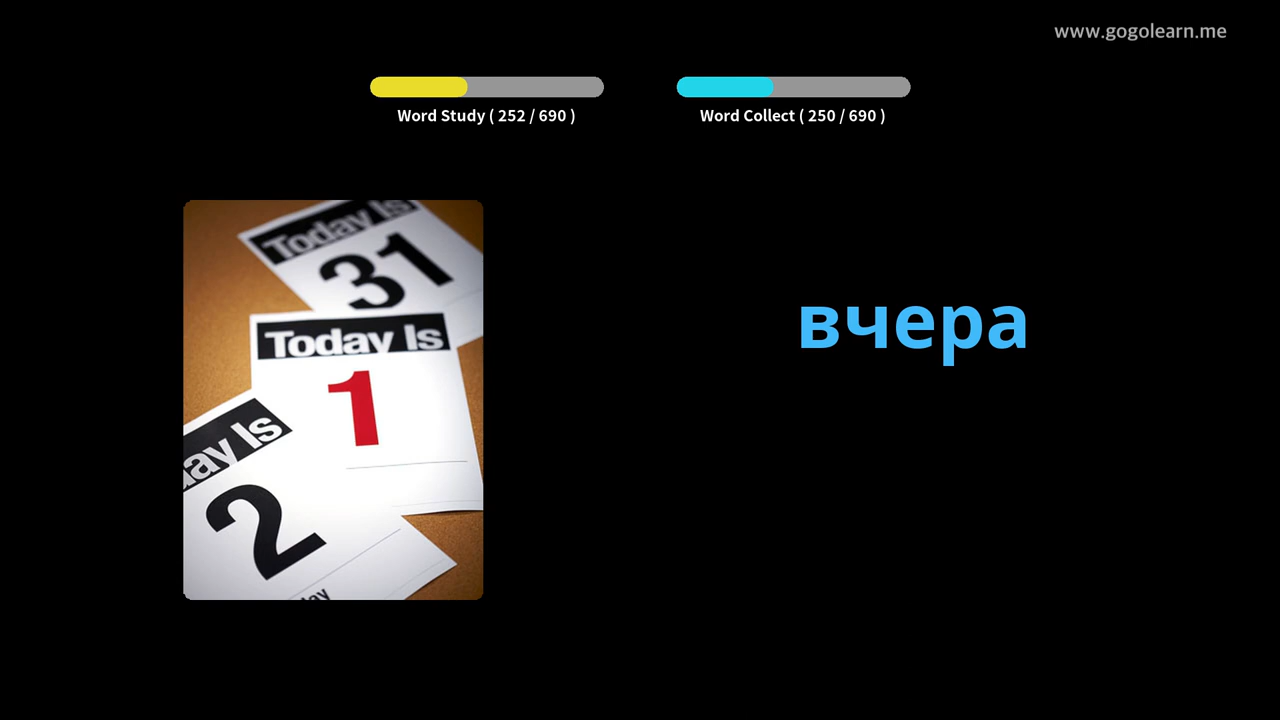 www.gogolearn.me
Word Study ( 252 / 690 )
Word Collect ( 250 / 690 )
Today Is
31
Today Is
1
ay Is
2
вчера